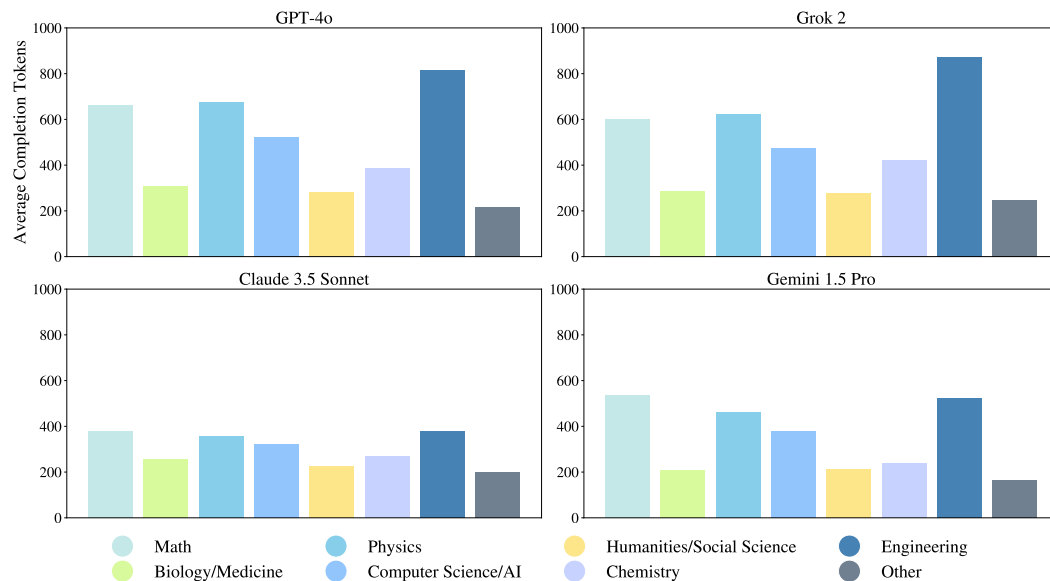 GPT-4o
Grok 2
Average Completion Tokens
1000
800
600
400
200
0
1000
800
600
400
200
0
Claude 3.5 Sonnet
Gemini 1.5 Pro
1000
800
600
400
200
0
1000
800
600
400
200
0
Math
Physics
Humanities/Social Science
Engineering
Biology/Medicine
Computer Science/AI
Chemistry
Other